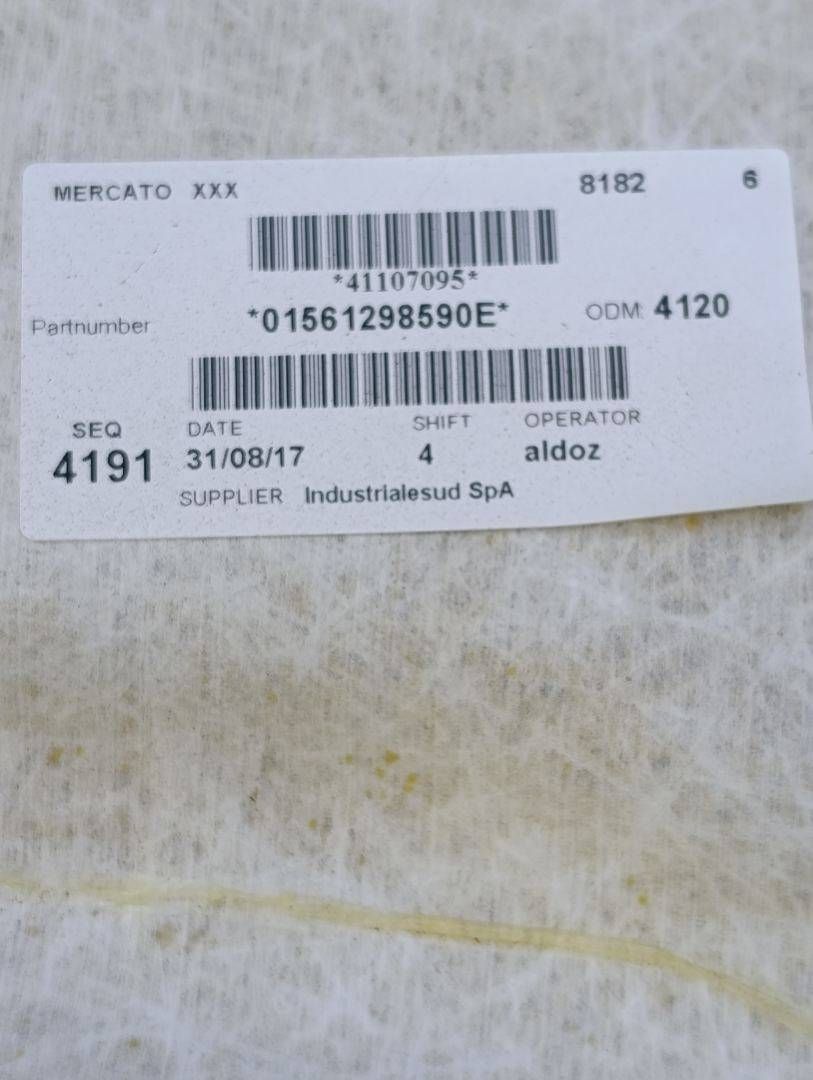 MERCATO XXX 8182 6
*41107095*
Partnumber *01561298590E* ODM: 4120
SEQ DATE SHIFT OPERATOR
4191 31/08/17 4 aldoz
SUPPLIER Industrialesud SpA